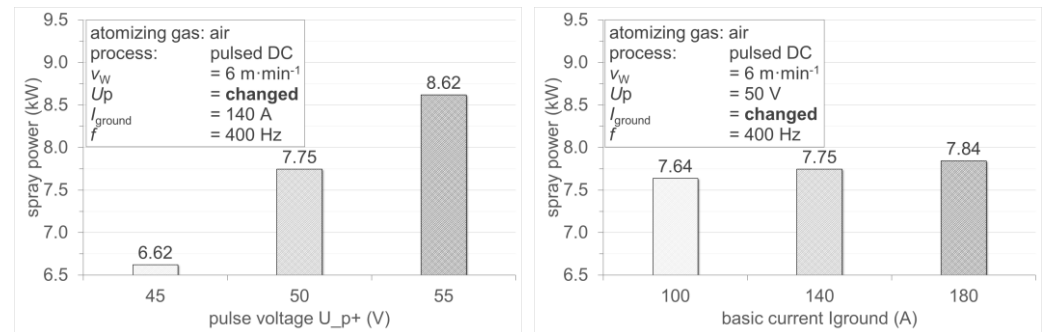 9.5
9.0
8.5
8.0
7.5
7.0
6.5
spray power (kW)
atomizing gas: air
process: pulsed DC
vW = 6 m·min-1
Up = changed
Iground = 140 A
f = 400 Hz
6.62
7.75
8.62
45 50 55
pulse voltage U_p+ (V)
9.5
9.0
8.5
8.0
7.5
7.0
6.5
spray power (kW)
atomizing gas: air
process: pulsed DC
vW = 6 m·min-1
Up = 50 V
Iground = changed
f = 400 Hz
7.64
7.75
7.84
100 140 180
basic current Iground (A)